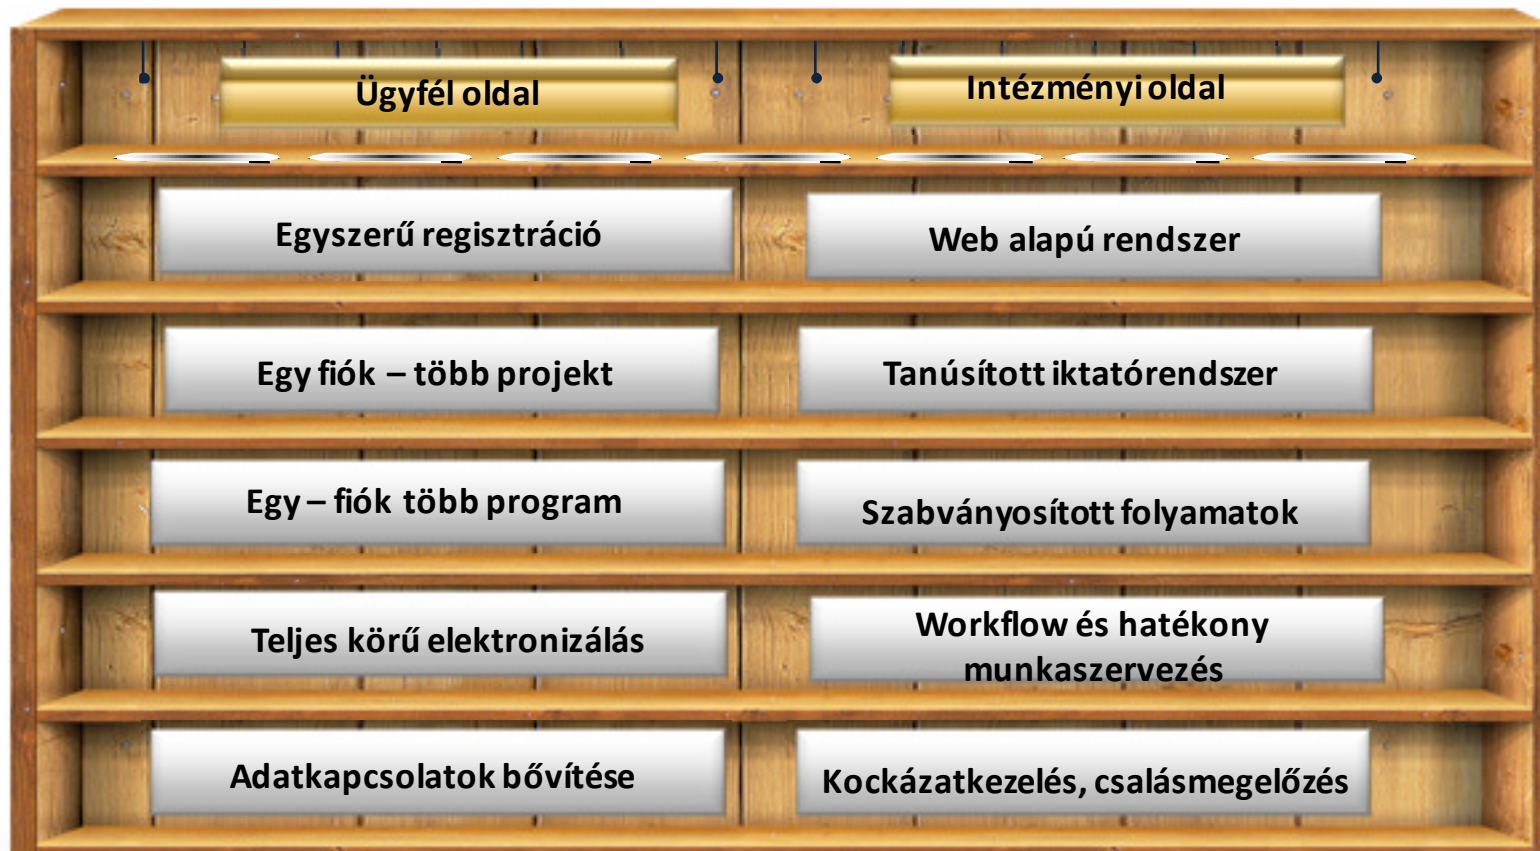 Ügyfél oldal
Intézményi oldal
Egyszerű regisztráció
Web alapú rendszer
Egy fiók – több projekt
Tanúsított iktatórendszer
Egy – fiók több program
Szabványosított folyamatok
Teljes körű elektronizálás
Workflow és hatékony
munkaszervezés
Adatkapcsolatok bővítése
Kockázatkezelés, csalásmegelőzés